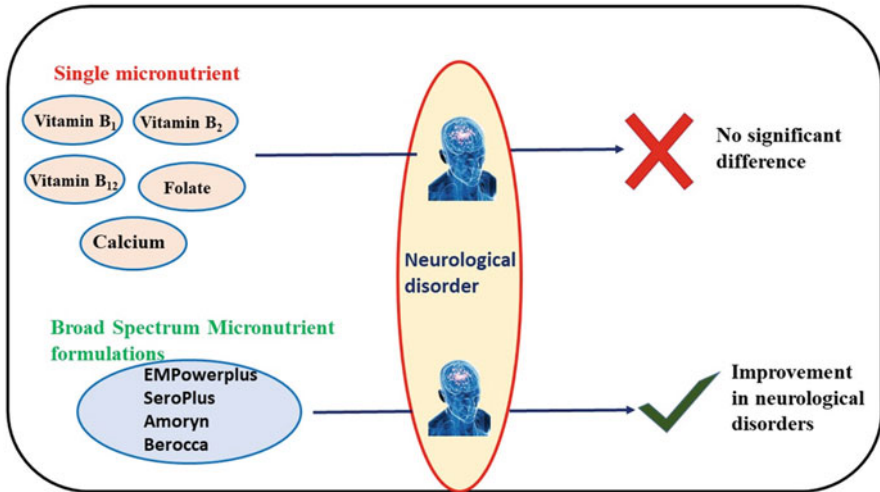 Single micronutrient
Vitamin B₁
Vitamin B₂
Vitamin B₁₂
Folate
Calcium
No significant
difference
Neurological
disorder
Broad Spectrum Micronutrient
formulations
EMPowerplus
SeroPlus
Amoryn
Berocca
Improvement
in neurological
disorders